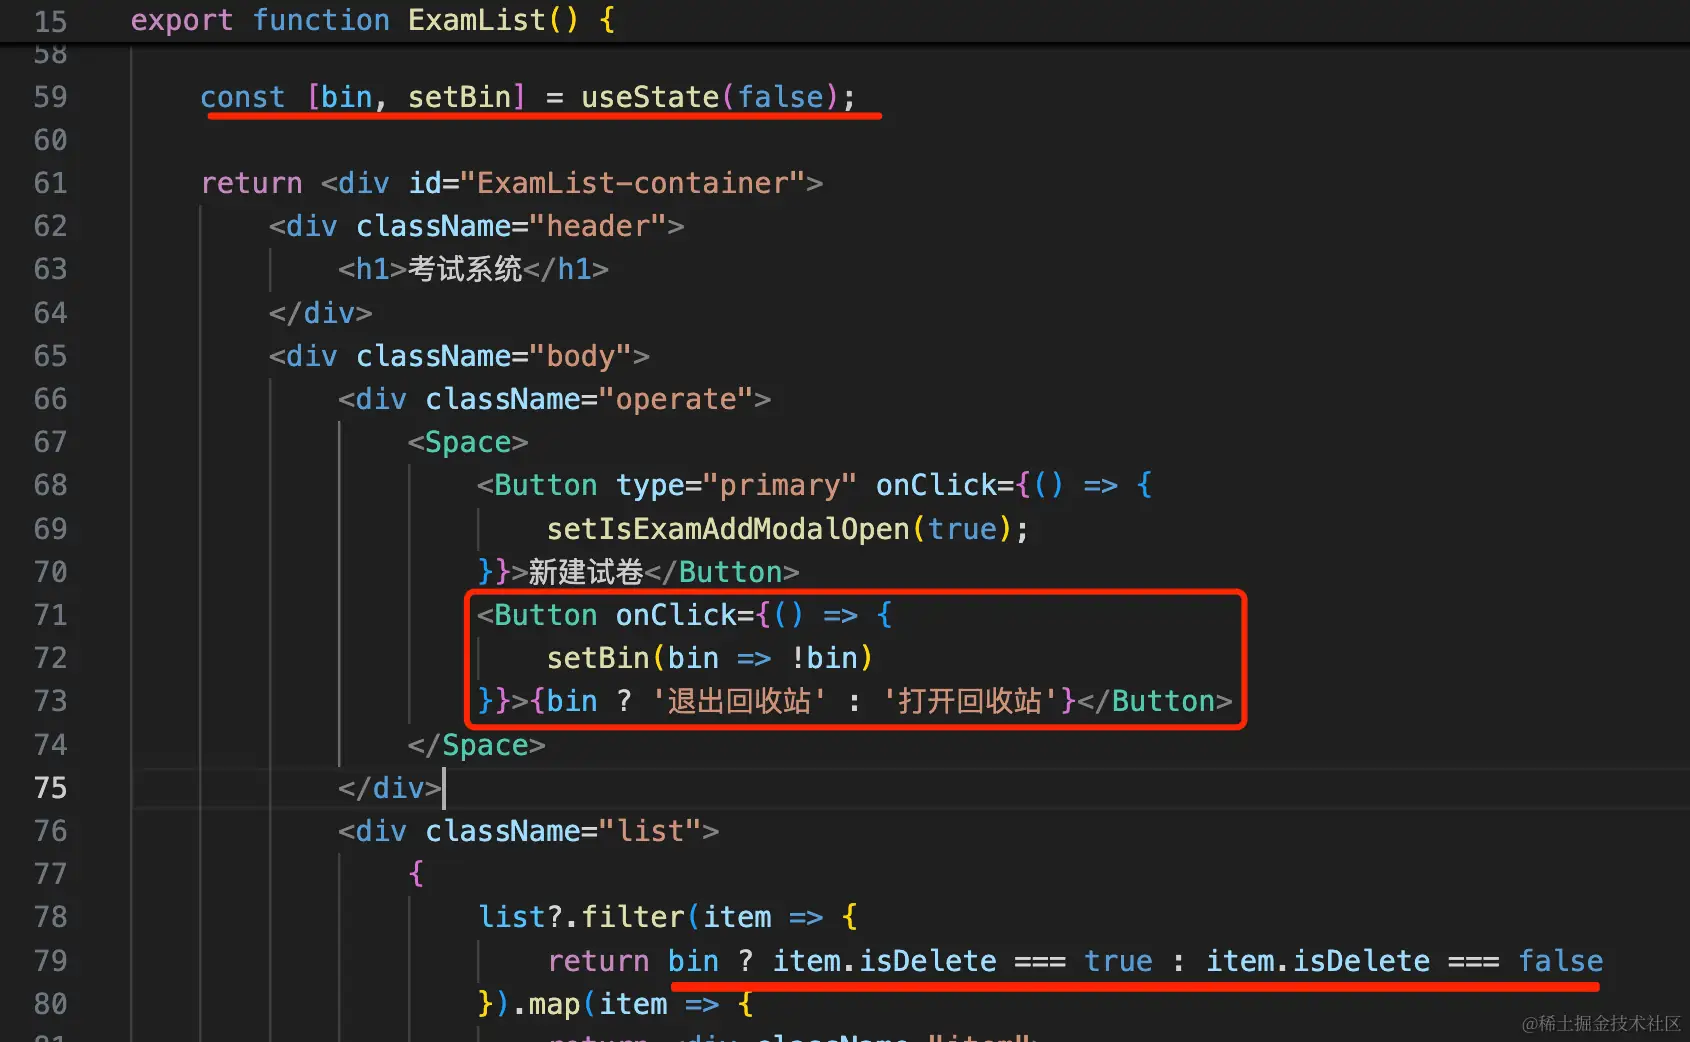 15 export function ExamList() {
58
59 const [bin, setBin] = useState(false);
60
61 return <div id="ExamList-container">
62 <div className="header">
63 <h1>考试系统</h1>
64 </div>
65 <div className="body">
66 <div className="operate">
67 <Space>
68 <Button type="primary" onClick={() => {
69 setIsExamAddModalOpen(true);
70 }}>新建试卷</Button>
71 <Button onClick={() => {
72 setBin(bin => !bin)
73 }}>{bin ? '退出回收站' : '打开回收站'}</Button>
74 </Space>
75 </div>
76 <div className="list">
77 {
78 list?.filter(item => {
79 return bin ? item.isDelete === true : item.isDelete === false
80 }).map(item => {
81 return <div className="item">
@稀土掘金技术社区